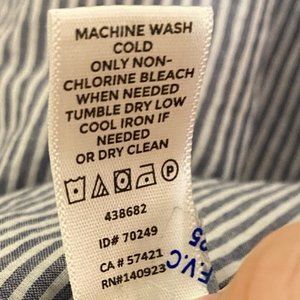 MACHINE WASH
COLD
ONLY NON-
CHLORINE BLEACH
WHEN NEEDED
TUMBLE DRY LOW
COOL IRON IF
NEEDED
OR DRY CLEAN
P
438682
ID# 70249
CA # 57421
RN#140923
F.V.C